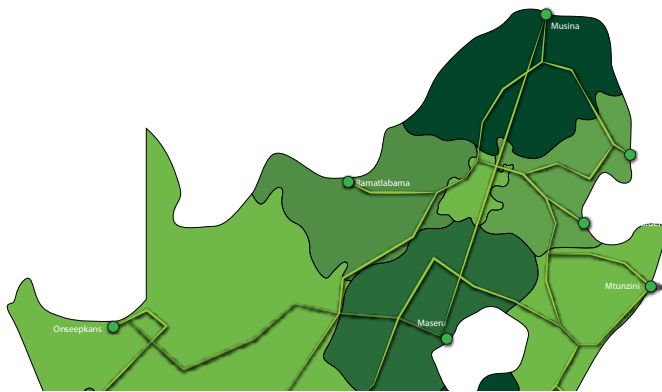 Musina
Ramatlabama
Mtunzini
Maseru
Onseepkans